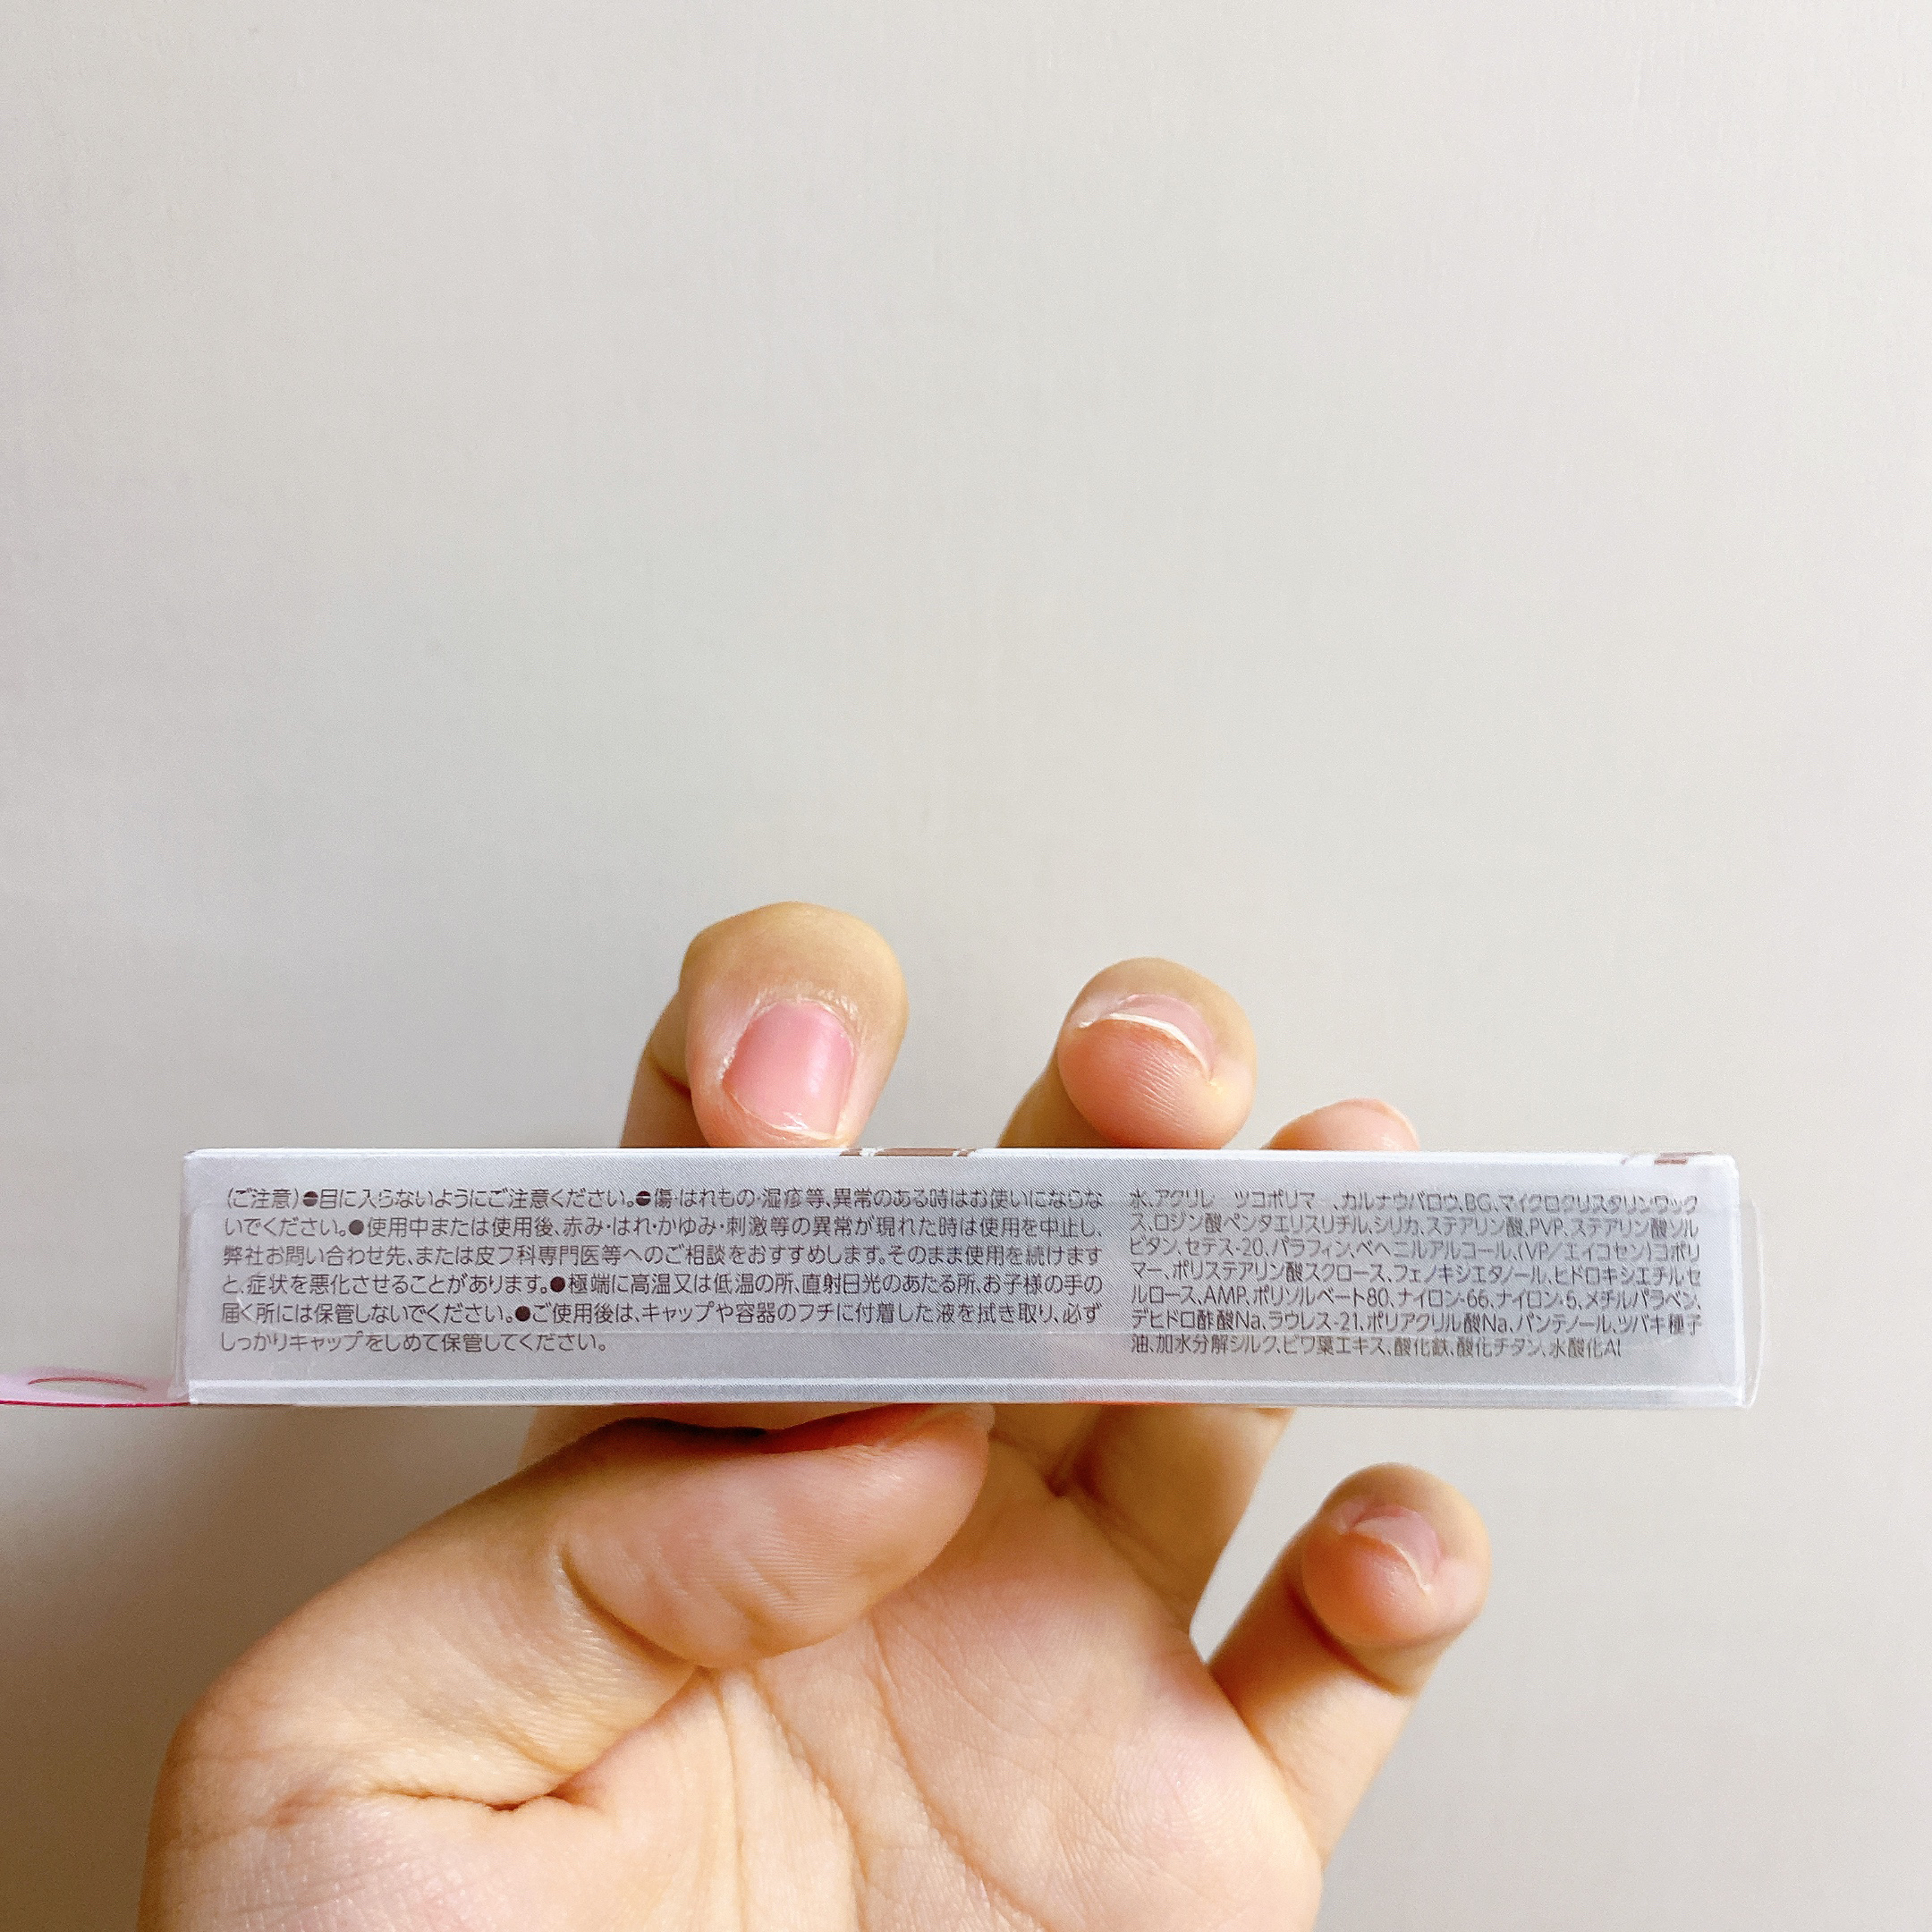 (ご注意)●目に入らないようにご注意ください。●傷・はれもの・湿疹等、異常のある時はお使いにならな
いでください。●使用中または使用後、赤み・はれ・かゆみ・刺激等の異常が現れた時は使用を中止し、
弊社お問い合わせ先、または皮フ科専門医等へのご相談をおすすめします。そのまま使用を続けます
と、症状を悪化させることがあります。●極端に高温又は低温の所、直射日光のあたる所、お子様の手の
届く所には保管しないでください。●ご使用後は、キャップや容器のフチに付着した液を拭き取り、必ず
しっかりキャップをしめて保管してください。
水、アクリレーツコポリマー、カルナウバロウ、BG、マイクロクリスタリンワック
ス、ロジン酸ペンタエリスリチル、シリカ、ステアリン酸、PVP、ステアリン酸ソル
ビタン、セテス-20、パラフィン、ベヘニルアルコール、(VP/エイコセン)コポリ
マー、ポリステアリン酸スクロース、フェノキシエタノール、ヒドロキシエチルセ
ルロース、AMP、ポリソルベート80、ナイロン-66、ナイロン-6、メチルパラベン、
デヒドロ酢酸Na、ラウレス-21、ポリアクリル酸Na、パンテノール、ツバキ種子
油、加水分解シルク、ビワ葉エキス、酸化鉄、酸化チタン、水酸化Al